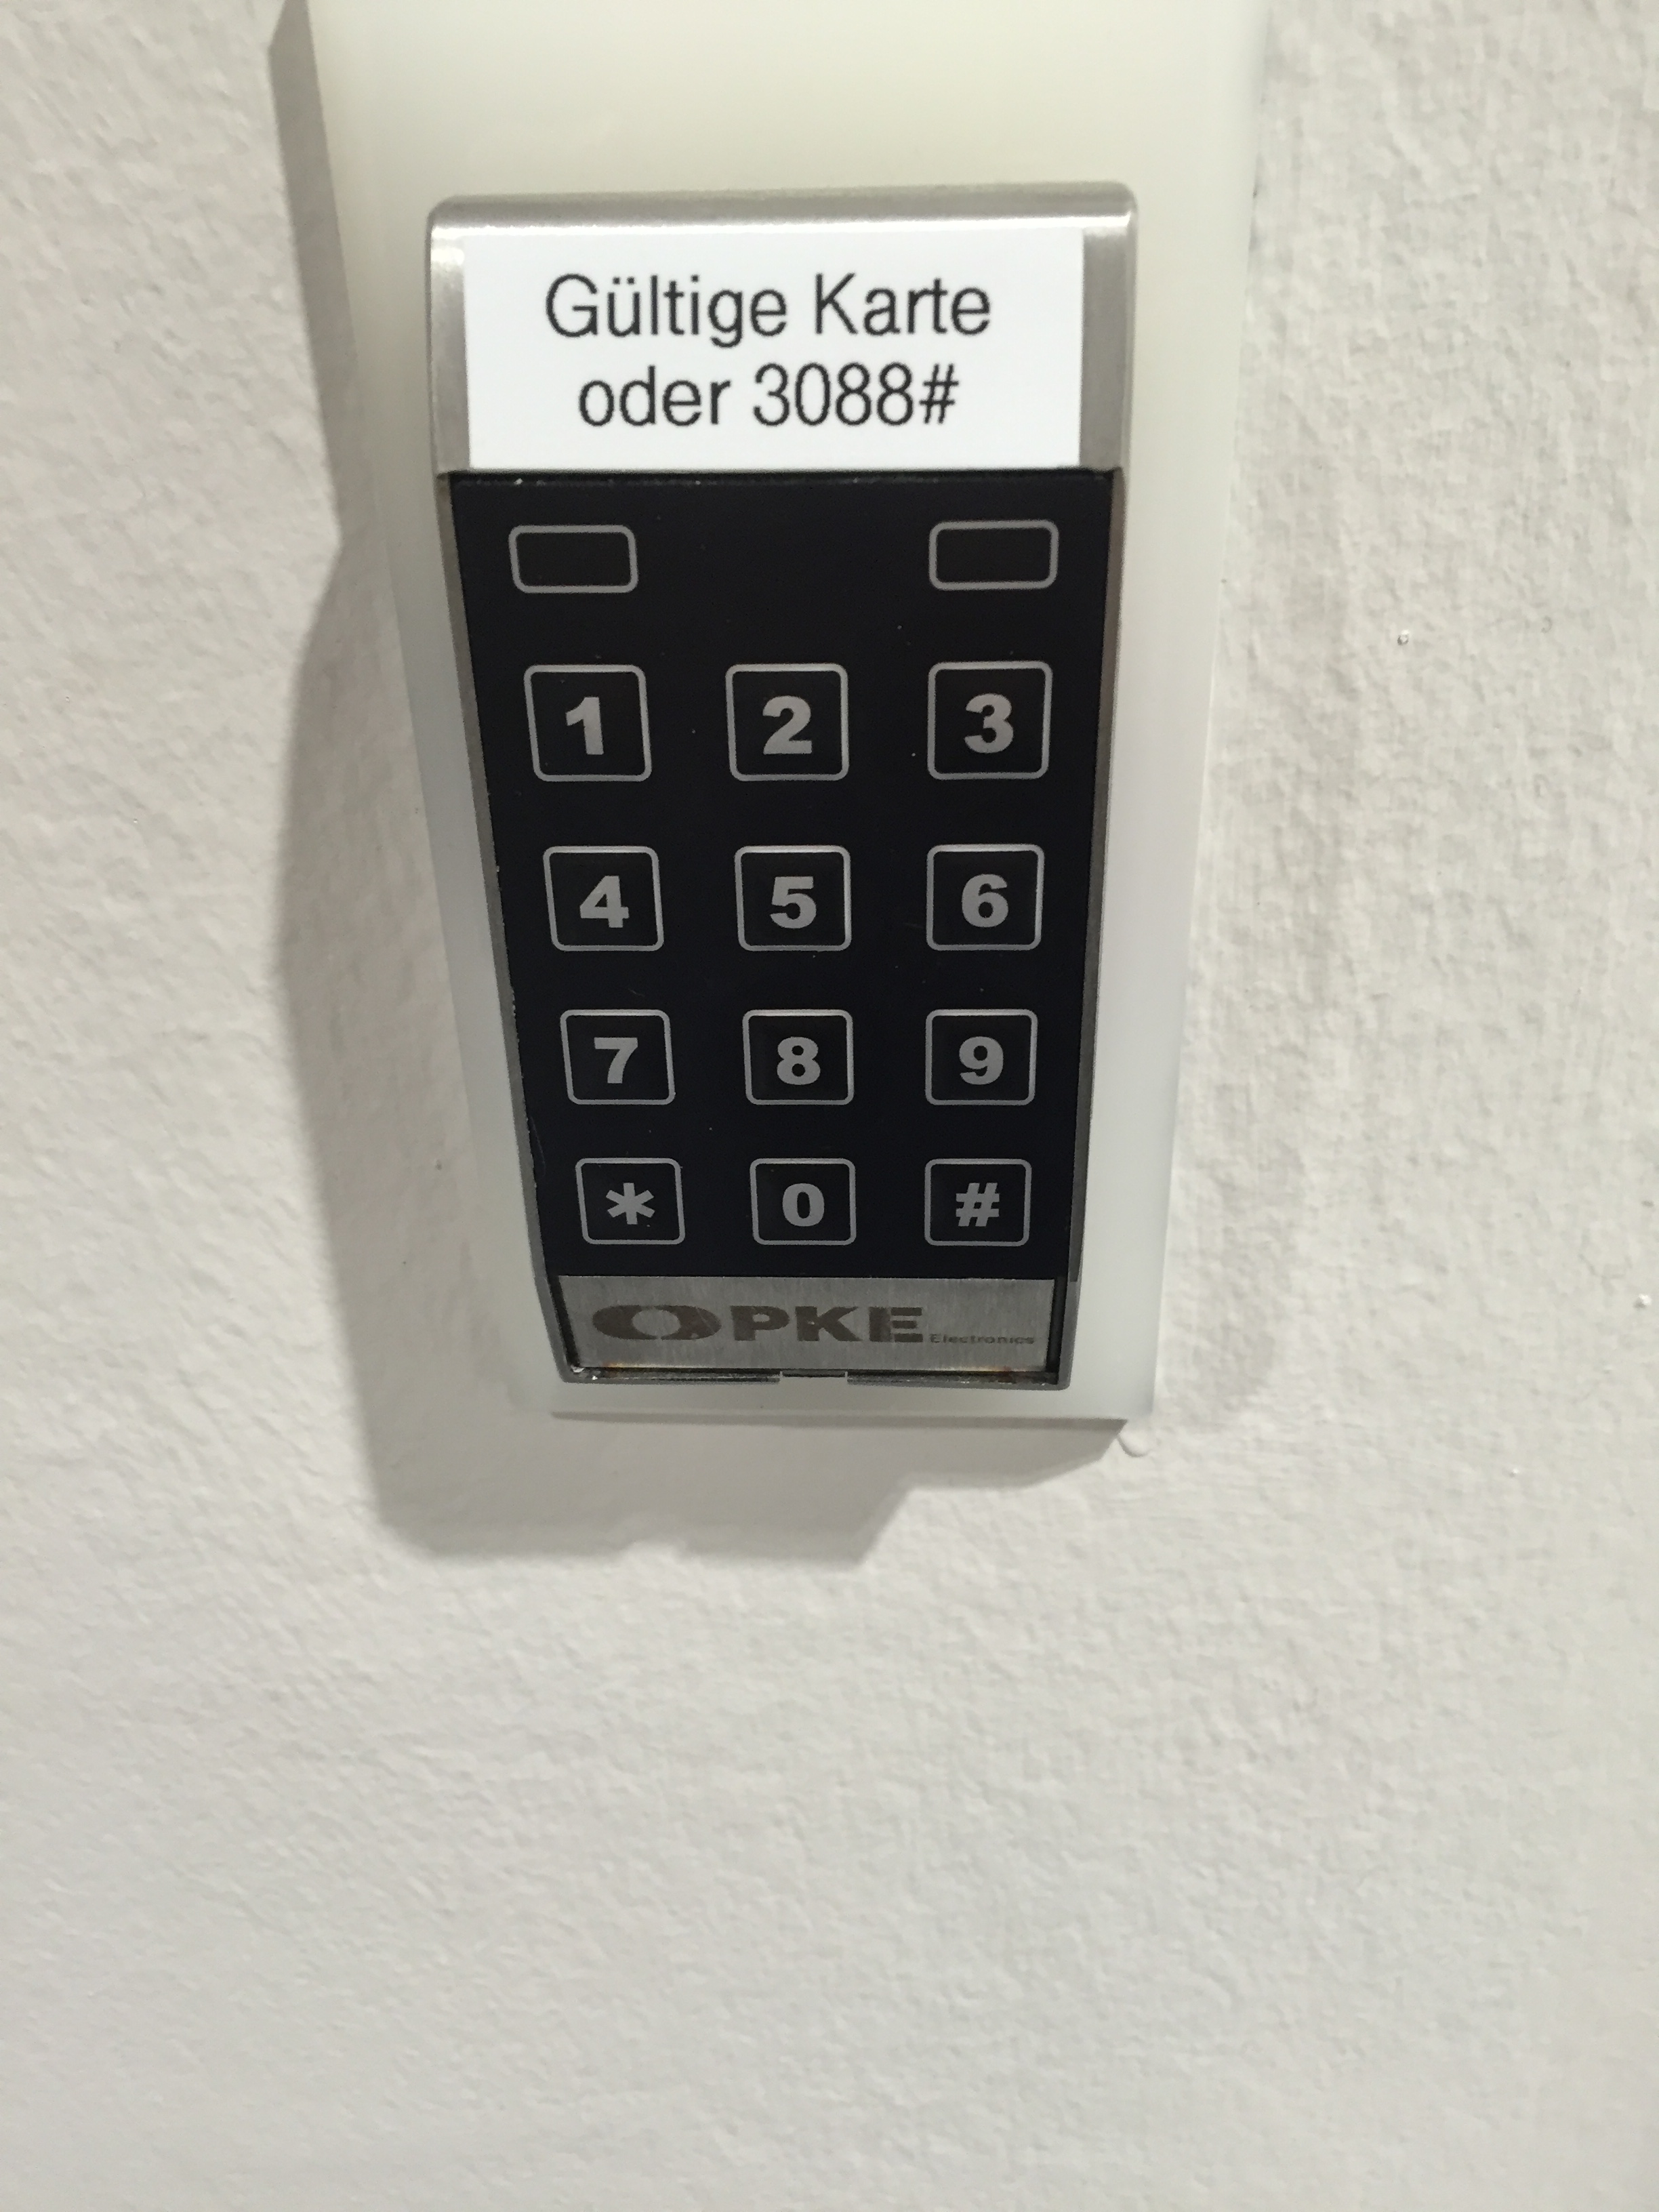 Gültige Karte
oder 3088#
1 2 3
4 5 6
7 8 9
* 0 #
PKE Electronics